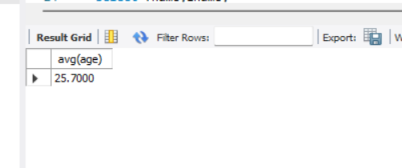 Result Grid Filter Rows: Export:
avg(age)
25.7000